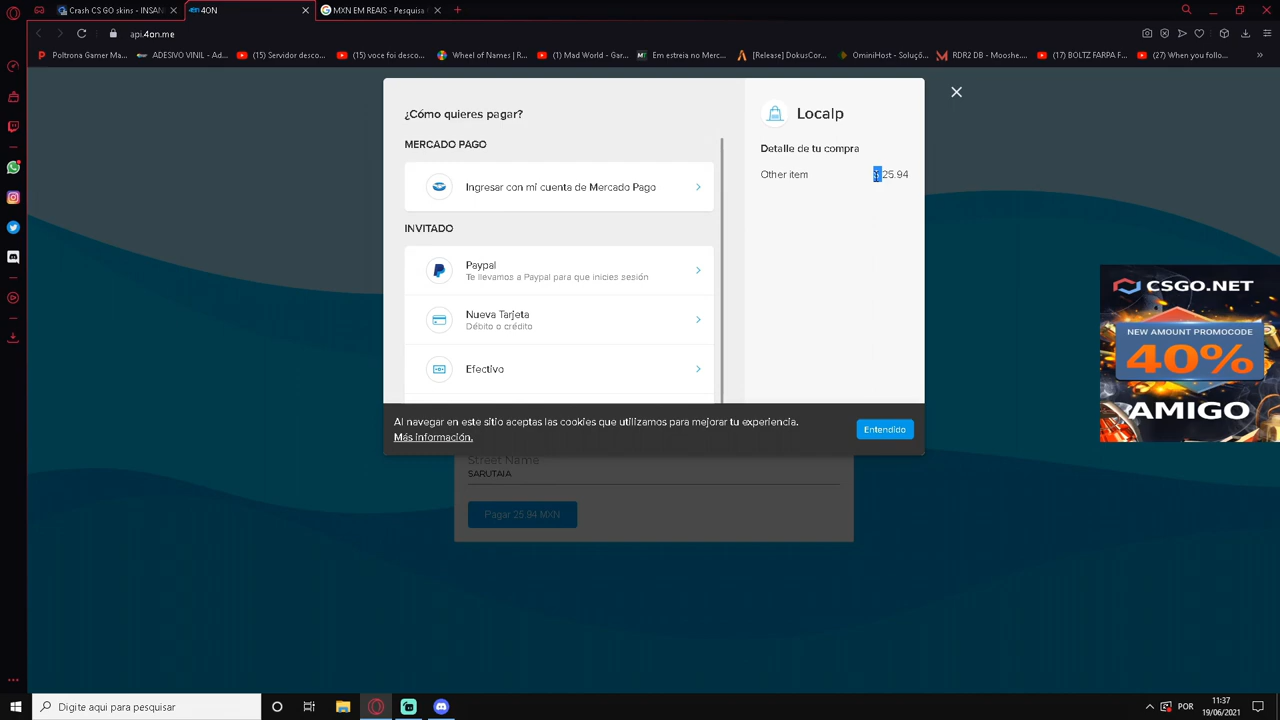 Crash CS GO skins - INSAN
4ON
MXN EM REAIS - Pesquisa
api.4on.me
Poltrona Gamer Ma...
ADESIVO VINIL - Ad...
(15) Servidor desco...
(15) voce foi desco...
Wheel of Names | R...
(1) Mad World - Gar...
Em estreia no Merc...
[Release] DokusCor...
OminiHost - Soluçõ...
RDR2 DB - Mooshe...
(17) BOLTZ FARPA F...
(27) When you follo...
¿Cómo quieres pagar?
MERCADO PAGO
Ingresar con mi cuenta de Mercado Pago
INVITADO
Paypal
Te llevamos a Paypal para que inicies sesión
Nueva Tarjeta
Débito o crédito
Efectivo
Localp
Detalle de tu compra
Other item
$ 25.94
Al navegar en este sitio aceptas las cookies que utilizamos para mejorar tu experiencia.
Más información.
Entendido
Street Name
SARUTAIA
Pagar 25.94 MXN
CSGO.NET
NEW AMOUNT PROMOCODE
40%
AMIGO
Digite aqui para pesquisar
POR
11:37
19/06/2021